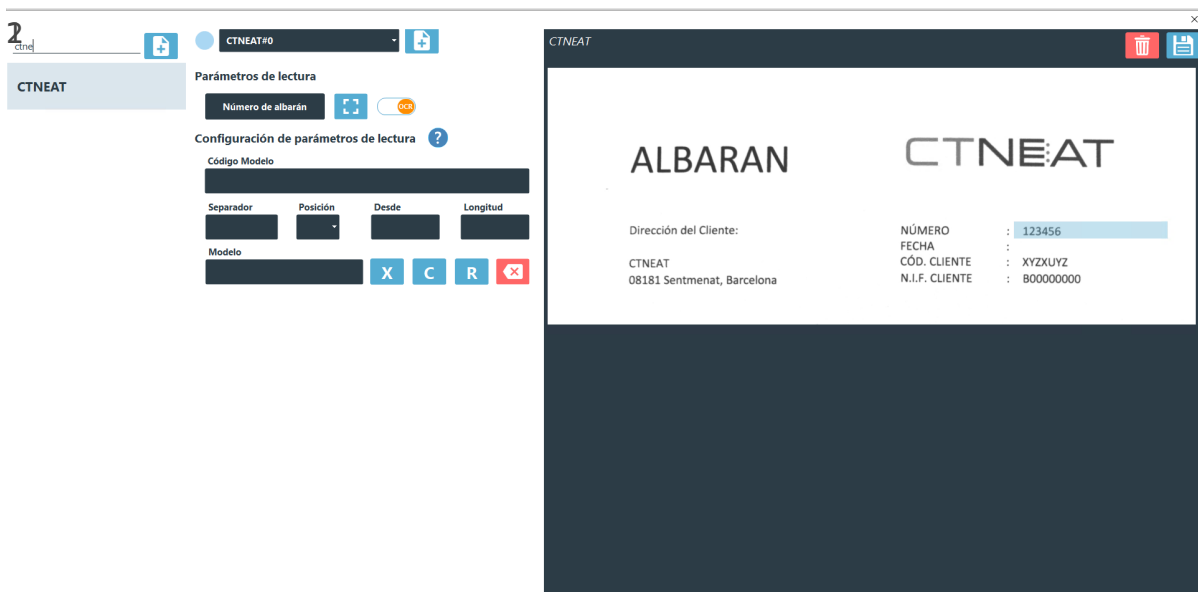 ctne
CTNEAT
CTNEAT#0
Parámetros de lectura
Número de albarán
OCR
Configuración de parámetros de lectura ?
Código Modelo
Separador Posición Desde Longitud
Modelo
X C R
CTNEAT
ALBARAN
CTNEAT
Dirección del Cliente:
CTNEAT
08181 Sentmenat, Barcelona
NÚMERO : 123456
FECHA :
CÓD. CLIENTE : XYZXUYZ
N.I.F. CLIENTE : B00000000